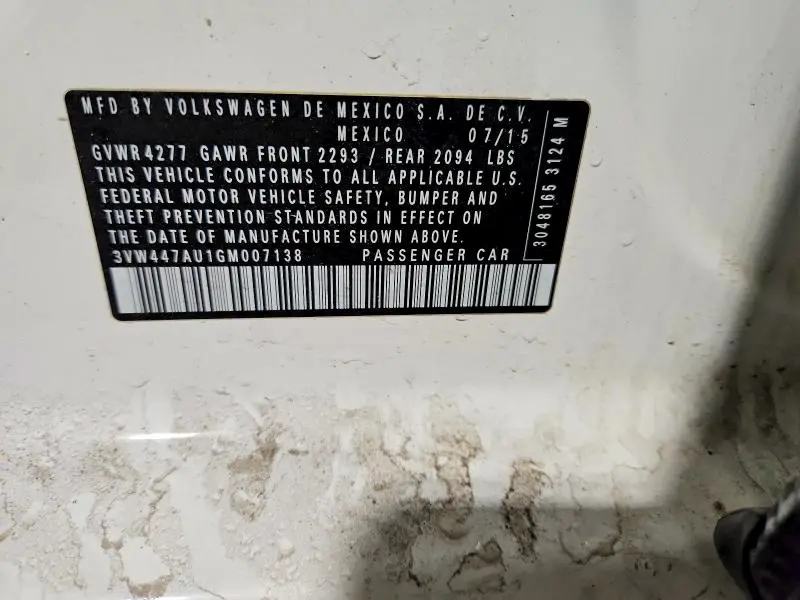 MFD BY VOLKSWAGEN DE MEXICO S.A. DE C.V.
MEXICO 07/15
GVWR 4277 GAWR FRONT 2293 / REAR 2094 LBS
THIS VEHICLE CONFORMS TO ALL APPLICABLE U.S.
FEDERAL MOTOR VEHICLE SAFETY, BUMPER AND
THEFT PREVENTION STANDARDS IN EFFECT ON
THE DATE OF MANUFACTURE SHOWN ABOVE.
3VW447AU1GM007138 PASSENGER CAR
3048165 3124 M